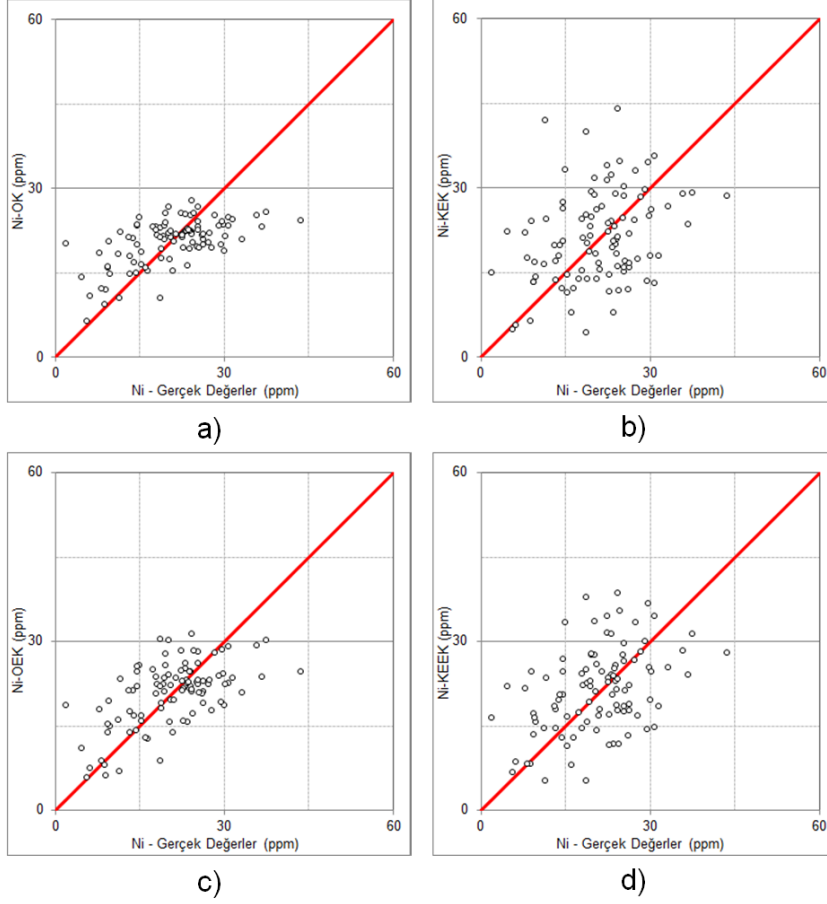 60
Ni-OK (ppm)
30
0
0
30
60
Ni - Gerçek Değerler (ppm)
a)
60
Ni-KEK (ppm)
30
0
0
30
60
Ni - Gerçek Değerler (ppm)
b)
60
Ni-OEK (ppm)
30
0
0
30
60
Ni - Gerçek Değerler (ppm)
c)
60
Ni-KEEK (ppm)
30
0
0
30
60
Ni - Gerçek Değerler (ppm)
d)